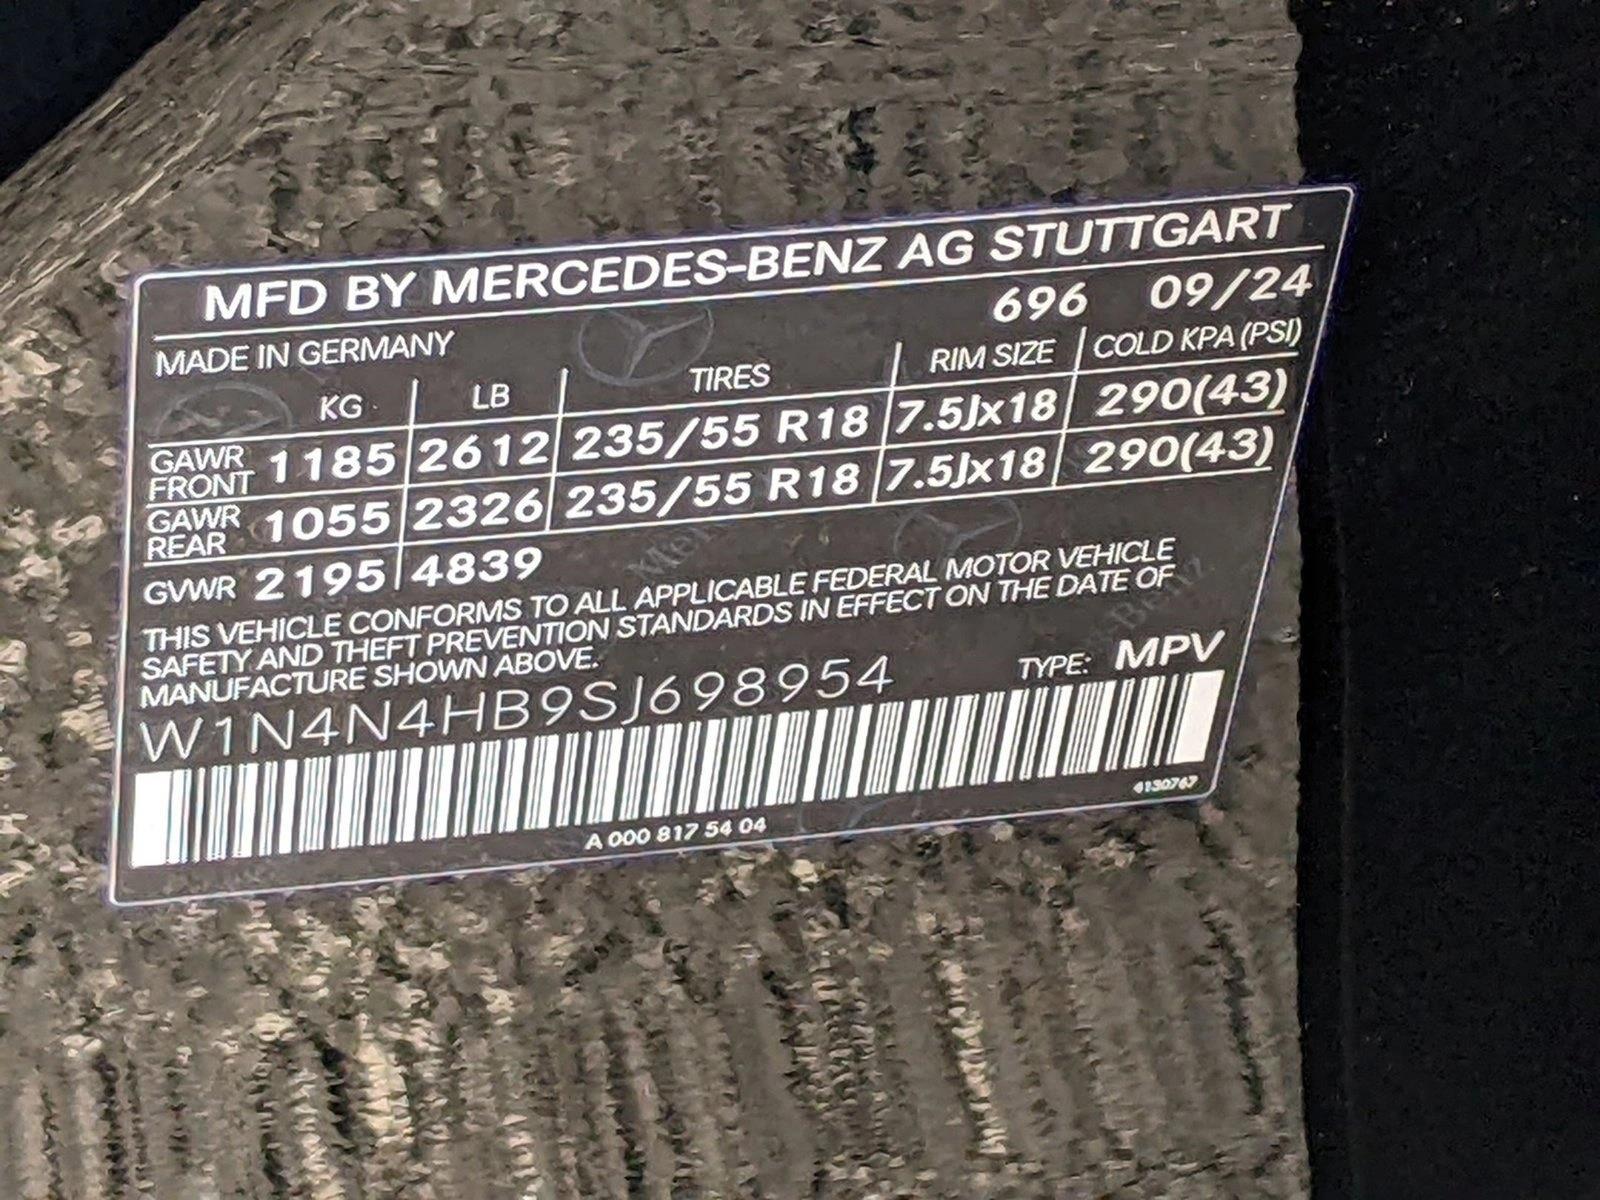 MFD BY MERCEDES-BENZ AG STUTTGART
696 09/24
MADE IN GERMANY
KG LB TIRES RIM SIZE COLD KPA (PSI)
GAWR FRONT 1185 2612 235/55 R18 7.5Jx18 290(43)
GAWR REAR 1055 2326 235/55 R18 7.5Jx18 290(43)
GVWR 2195 4839
THIS VEHICLE CONFORMS TO ALL APPLICABLE FEDERAL MOTOR VEHICLE
SAFETY AND THEFT PREVENTION STANDARDS IN EFFECT ON THE DATE OF
MANUFACTURE SHOWN ABOVE.
TYPE: MPV
W1N4N4HB9SJ698954
A 000 817 54 04